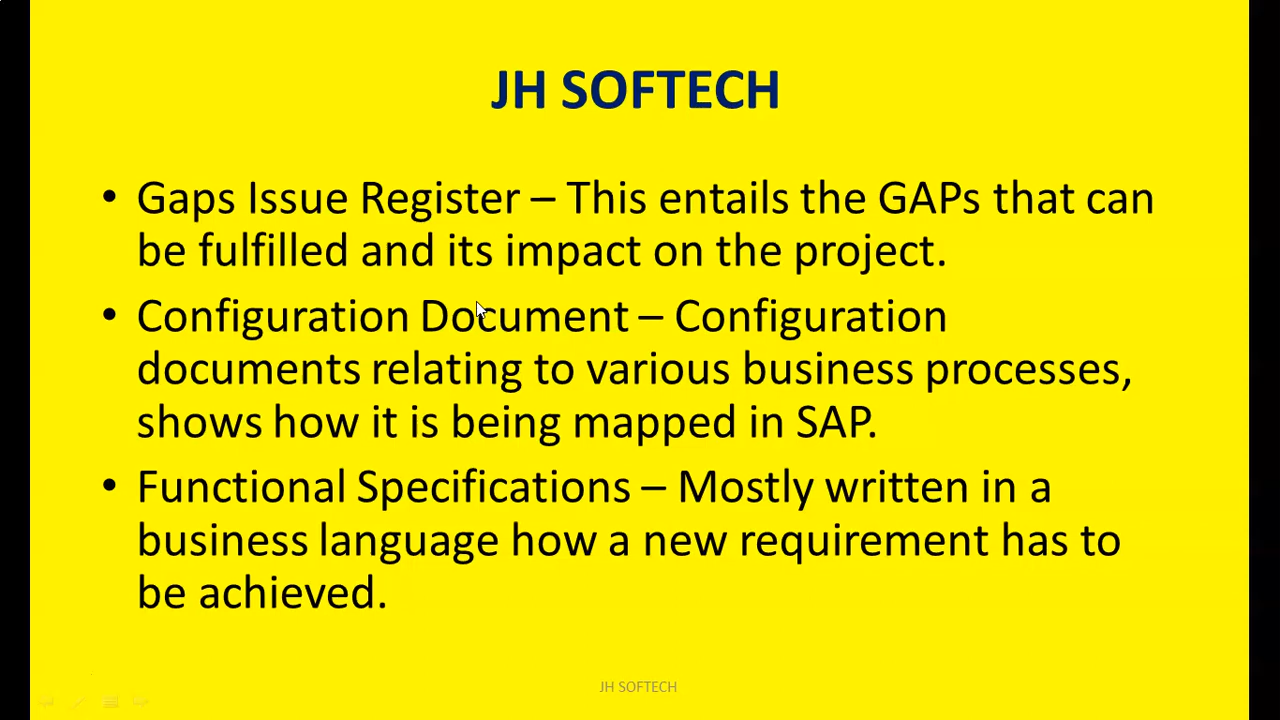 JH SOFTECH
• Gaps Issue Register – This entails the GAPs that can
be fulfilled and its impact on the project.
• Configuration Document – Configuration
documents relating to various business processes,
shows how it is being mapped in SAP.
• Functional Specifications – Mostly written in a
business language how a new requirement has to
be achieved.
JH SOFTECH